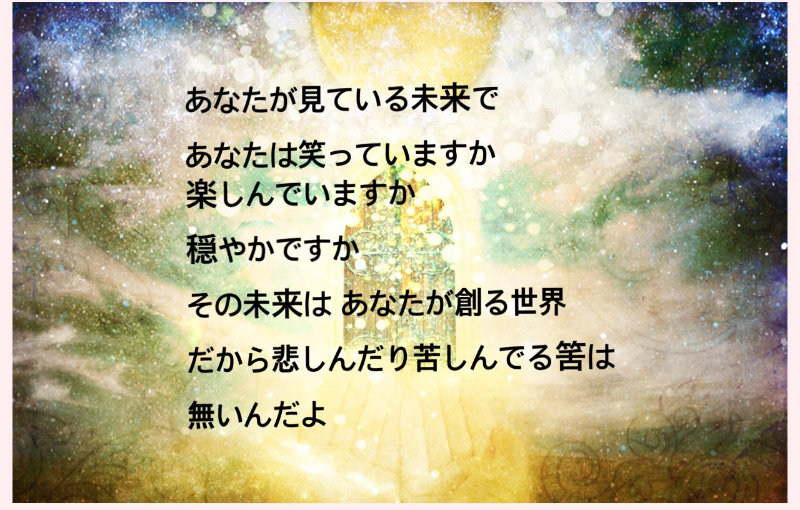 あなたが見ている未来で
あなたは笑っていますか
楽しんでいますか
穏やかですか
その未来は あなたが創る世界
だから悲しんだり苦しんでる筈は
無いんだよ